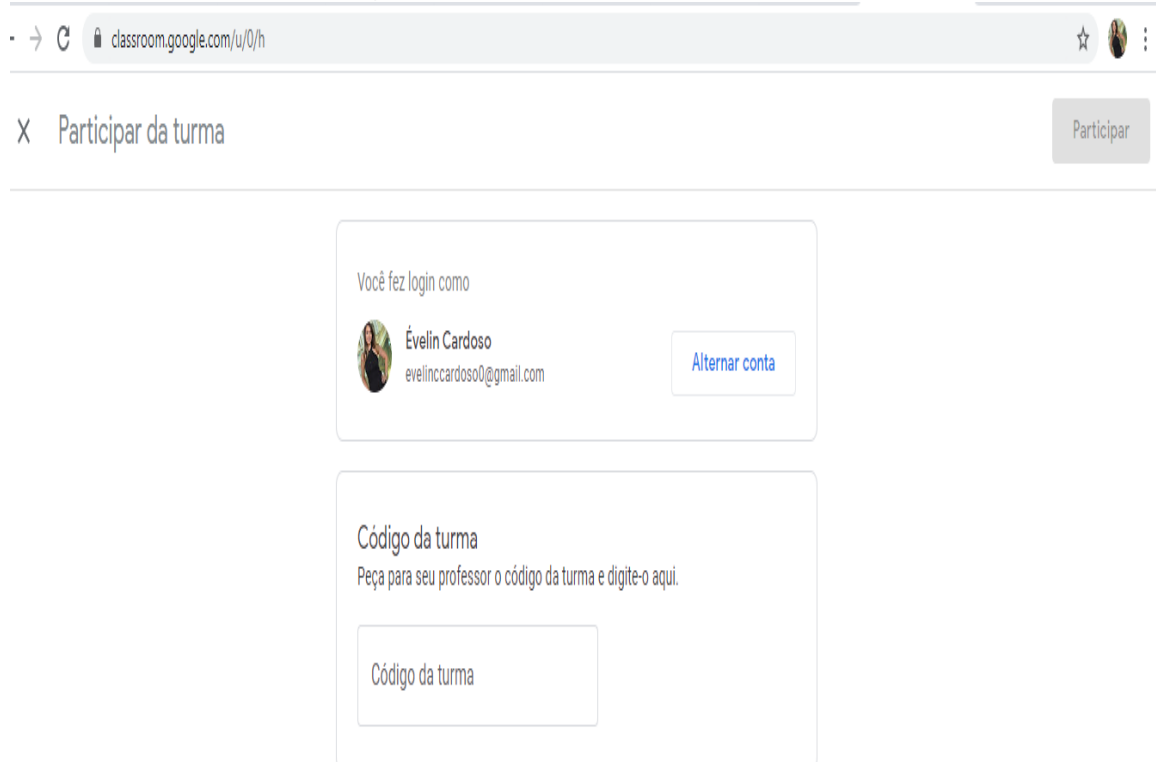 classroom.google.com/u/0/h
Participar da turma
Participar
Você fez login como
Évelin Cardoso
evelinccardoso0@gmail.com
Alternar conta
Código da turma
Peça para seu professor o código da turma e digite-o aqui.
Código da turma